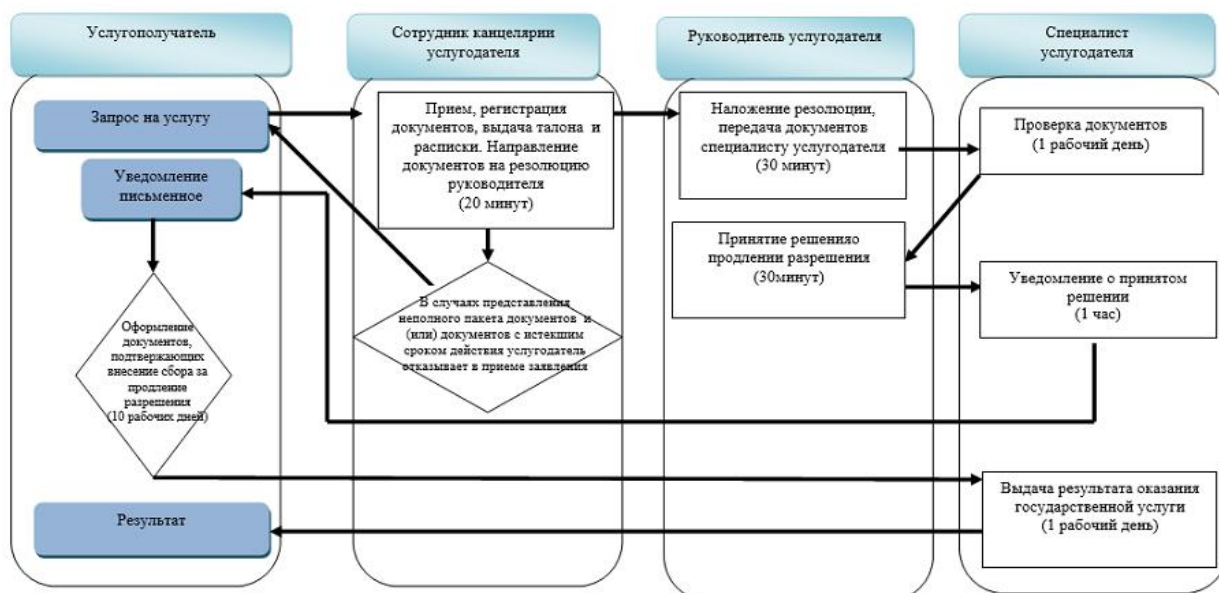 Услугополучатель
Сотрудник канцелярии
услугодателя
Руководитель услугодателя
Специалист
услугодателя
Запрос на услугу
Уведомление
письменное
Оформление
документов,
подтвержающих
внесение сбора за
продление
разрешения
(10 рабочих дней)
Результат
Прием, регистрация
документов, выдача талона и
расписки. Направление
документов на резолюцию
руководителя
(20 минут)
В случаях представления
неполного пакета документов и
(или) документов с истекшим
сроком действия услугодатель
отказывает в приеме заявления
Наложение резолюции,
передача документов
специалисту услугодателя
(30 минут)
Принятие решенияо
продлении разрешения
(30минут)
Проверка документов
(1 рабочий день)
Уведомление о принятом
решении
(1 час)
Выдача результата оказания
государственной услуги
(1 рабочий день)